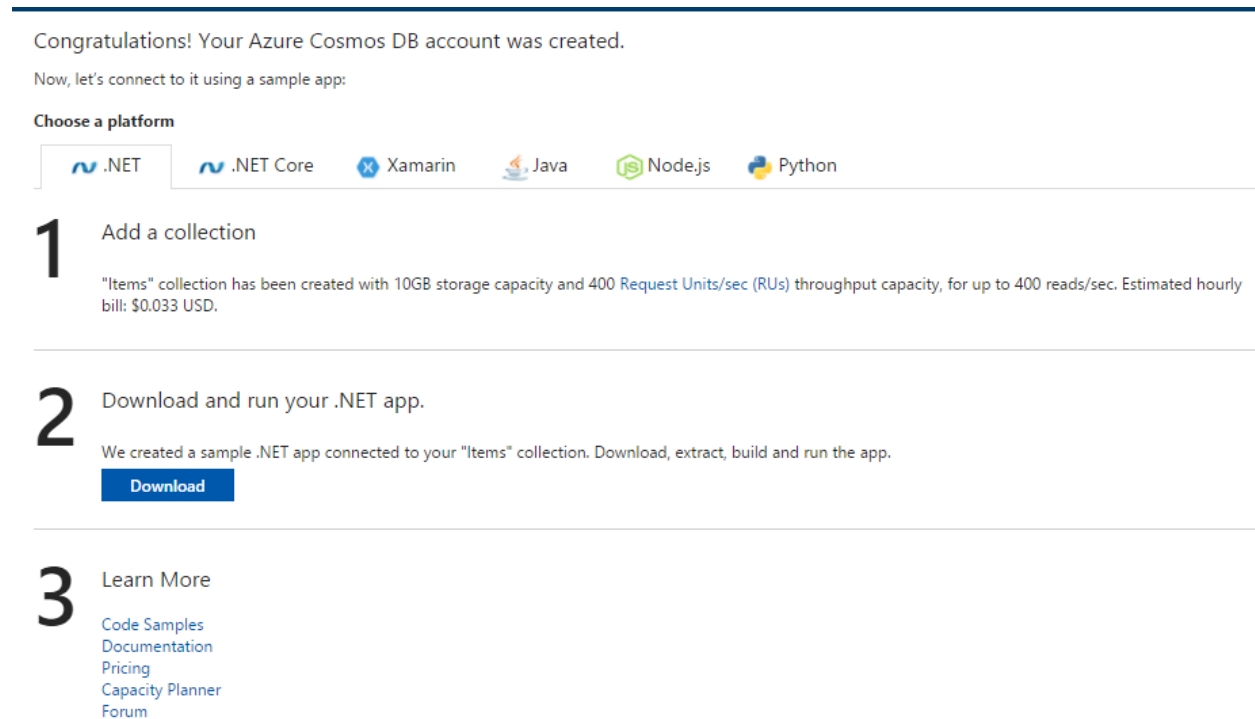 Congratulations! Your Azure Cosmos DB account was created.
Now, let's connect to it using a sample app:
Choose a platform
.NET .NET Core Xamarin Java Node.js Python
1 Add a collection
"Items" collection has been created with 10GB storage capacity and 400 Request Units/sec (RUs) throughput capacity, for up to 400 reads/sec. Estimated hourly
bill: $0.033 USD.
2 Download and run your .NET app.
We created a sample .NET app connected to your "Items" collection. Download, extract, build and run the app.
Download
3 Learn More
Code Samples
Documentation
Pricing
Capacity Planner
Forum